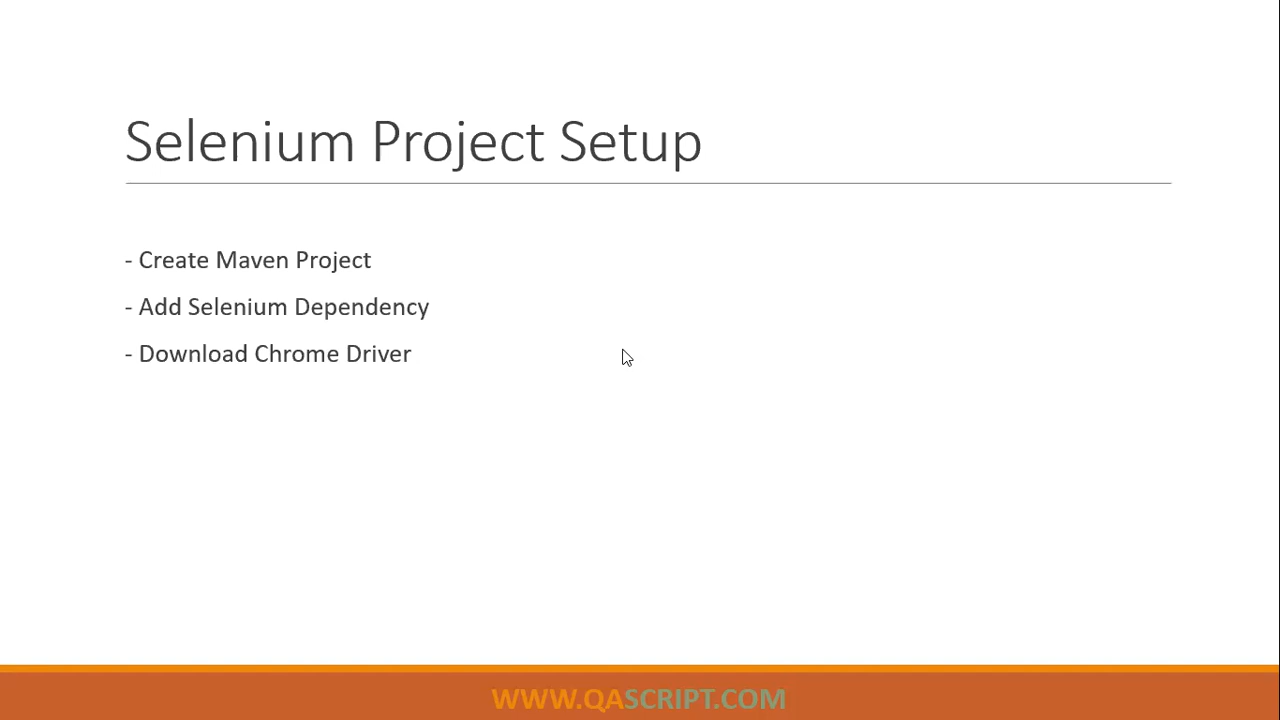 Selenium Project Setup
- Create Maven Project
- Add Selenium Dependency
- Download Chrome Driver
WWW.QASCRIPT.COM